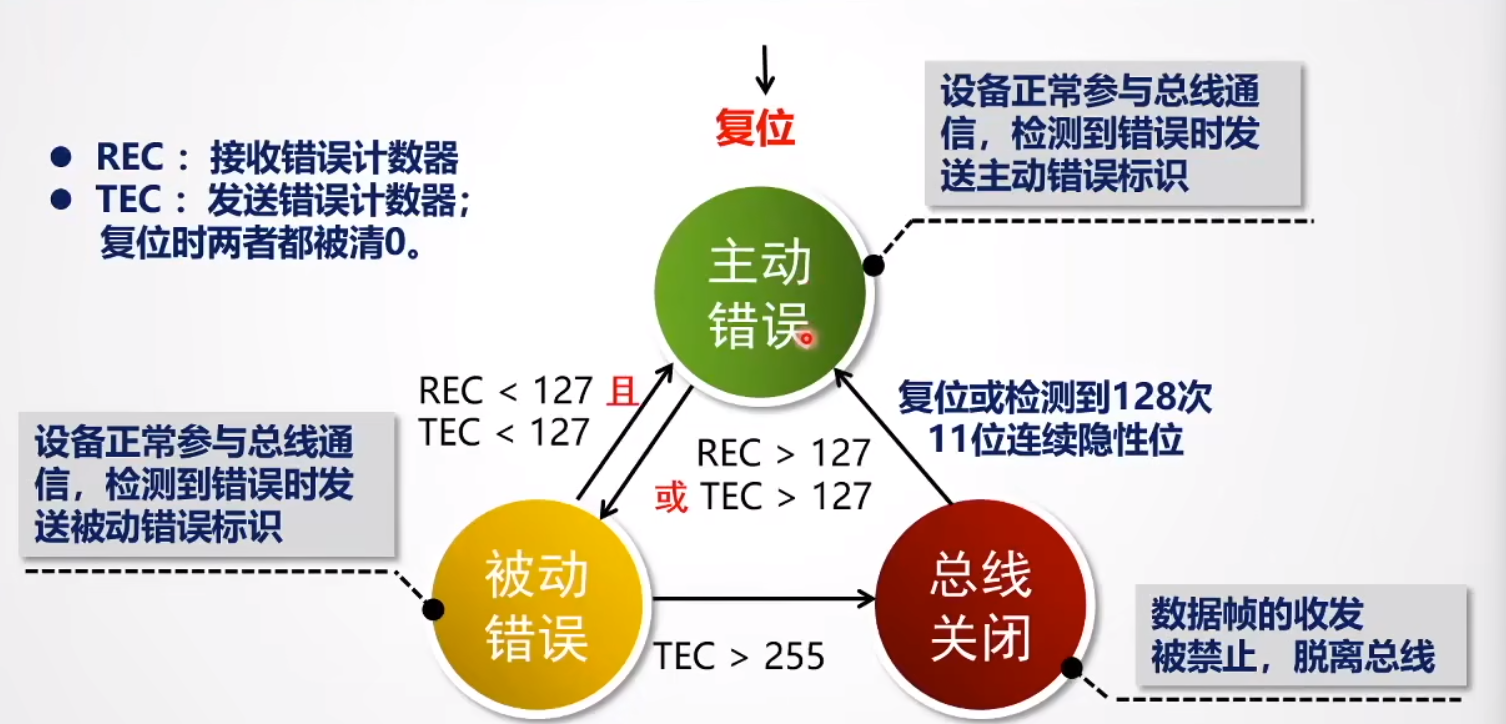 复位
设备正常参与总线通
信，检测到错误时发
送主动错误标识
● REC ：接收错误计数器
● TEC ：发送错误计数器；
复位时两者都被清0。
主动
错误
REC < 127 且
TEC < 127
REC > 127
或 TEC > 127
复位或检测到128次
11位连续隐性位
设备正常参与总线通
信，检测到错误时发
送被动错误标识
被动
错误
TEC > 255
总线
关闭
数据帧的收发
被禁止，脱离总线